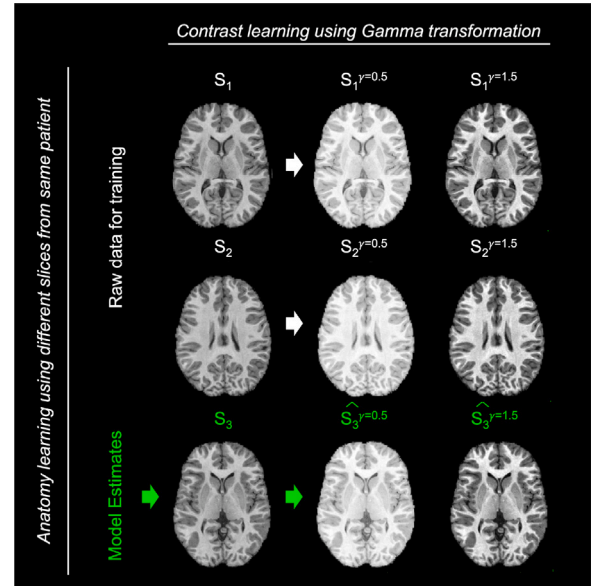 Contrast learning using Gamma transformation
Anatomy learning using different slices from same patient
Raw data for training
S₁ S₁γ=0.5 S₁γ=1.5
S₂ S₂γ=0.5 S₂γ=1.5
Model Estimates
S₃ Ŝ₃γ=0.5 Ŝ₃γ=1.5